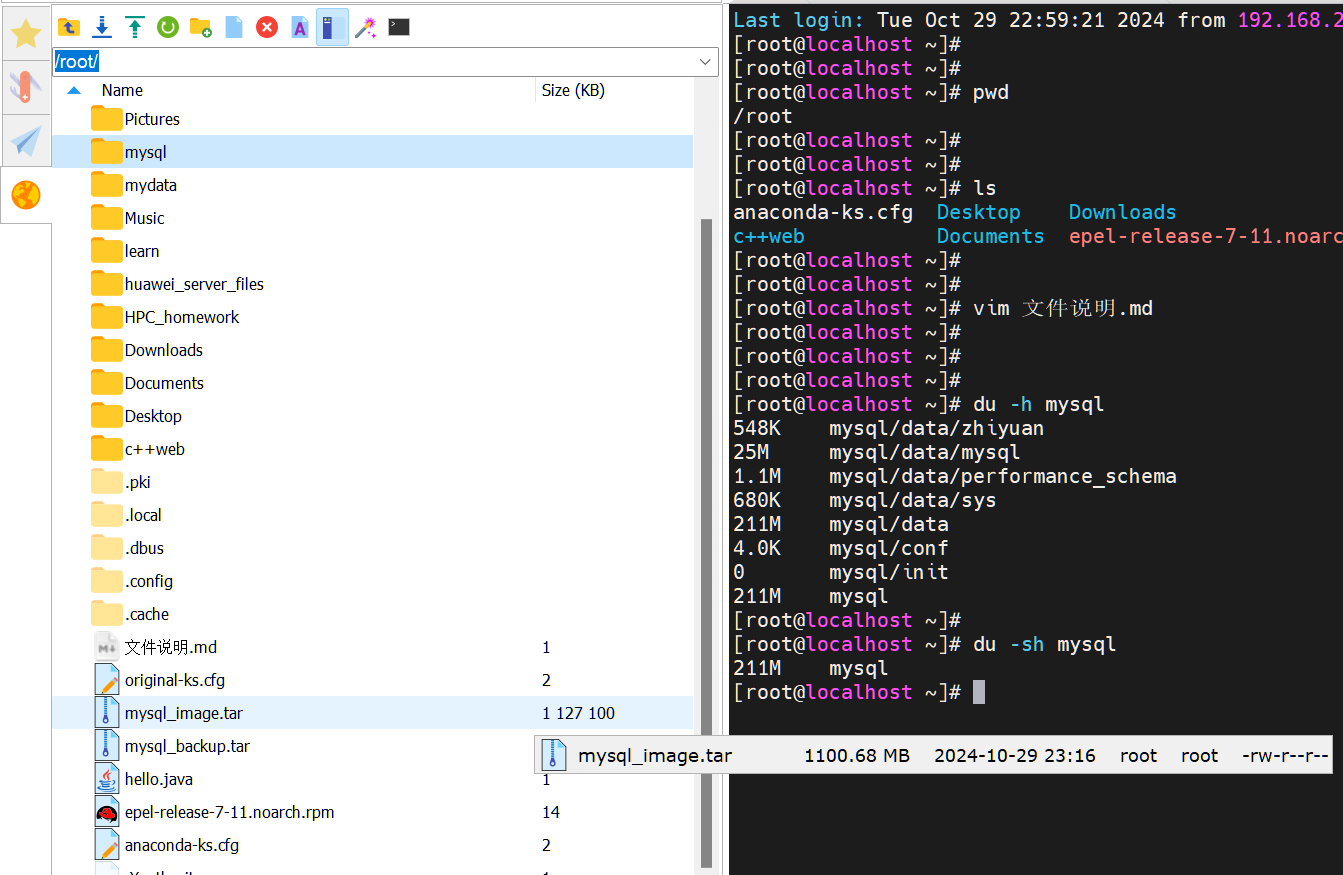 /root/
Name Size (KB)
Pictures
mysql
mydata
Music
learn
huawei_server_files
HPC_homework
Downloads
Documents
Desktop
c++web
.pki
.local
.dbus
.config
.cache
文件说明.md 1
original-ks.cfg 2
mysql_image.tar 1 127 100
mysql_backup.tar
hello.java 1
epel-release-7-11.noarch.rpm 14
anaconda-ks.cfg 2
Last login: Tue Oct 29 22:59:21 2024 from 192.168.2
[root@localhost ~]#
[root@localhost ~]#
[root@localhost ~]# pwd
/root
[root@localhost ~]#
[root@localhost ~]#
[root@localhost ~]# ls
anaconda-ks.cfg Desktop Downloads
c++web Documents epel-release-7-11.noarc
[root@localhost ~]#
[root@localhost ~]#
[root@localhost ~]# vim 文件说明.md
[root@localhost ~]#
[root@localhost ~]#
[root@localhost ~]#
[root@localhost ~]# du -h mysql
548K mysql/data/zhiyuan
25M mysql/data/mysql
1.1M mysql/data/performance_schema
680K mysql/data/sys
211M mysql/data
4.0K mysql/conf
0 mysql/init
211M mysql
[root@localhost ~]#
[root@localhost ~]# du -sh mysql
211M mysql
[root@localhost ~]#
mysql_image.tar 1100.68 MB 2024-10-29 23:16 root root -rw-r--r--